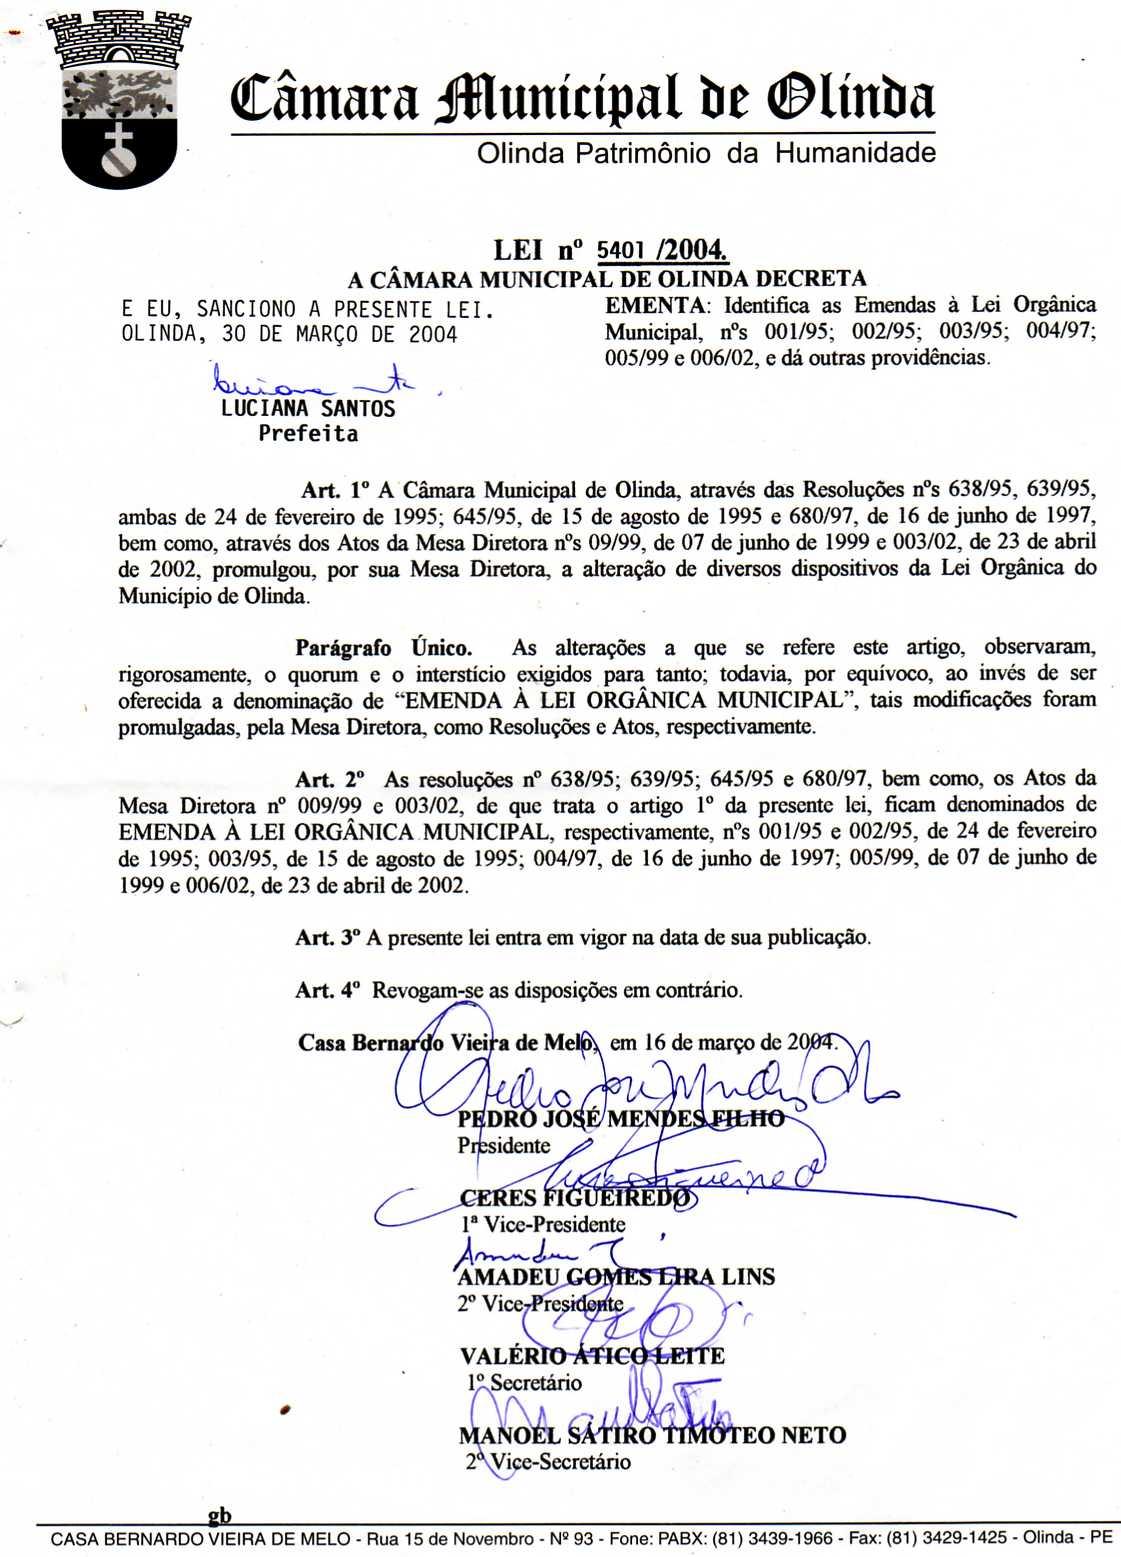 Câmara Municipal de Olinda
Olinda Patrimônio da Humanidade
LEI nº 5401 /2004.
A CÂMARA MUNICIPAL DE OLINDA DECRETA
E EU, SANCIONO A PRESENTE LEI.
OLINDA, 30 DE MARÇO DE 2004
EMENTA: Identifica as Emendas à Lei Orgânica
Municipal, nºs 001/95; 002/95; 003/95; 004/97;
005/99 e 006/02, e dá outras providências.
LUCIANA SANTOS
Prefeita
Art. 1º A Câmara Municipal de Olinda, através das Resoluções nºs 638/95, 639/95,
ambas de 24 de fevereiro de 1995; 645/95, de 15 de agosto de 1995 e 680/97, de 16 de junho de 1997,
bem como, através dos Atos da Mesa Diretora nºs 09/99, de 07 de junho de 1999 e 003/02, de 23 de abril
de 2002, promulgou, por sua Mesa Diretora, a alteração de diversos dispositivos da Lei Orgânica do
Município de Olinda.
Parágrafo Único. As alterações a que se refere este artigo, observaram,
rigorosamente, o quorum e o interstício exigidos para tanto; todavia, por equívoco, ao invés de ser
oferecida a denominação de “EMENDA À LEI ORGÂNICA MUNICIPAL”, tais modificações foram
promulgadas, pela Mesa Diretora, como Resoluções e Atos, respectivamente.
Art. 2º As resoluções nº 638/95; 639/95; 645/95 e 680/97, bem como, os Atos da
Mesa Diretora nº 009/99 e 003/02, de que trata o artigo 1º da presente lei, ficam denominados de
EMENDA À LEI ORGÂNICA MUNICIPAL, respectivamente, nºs 001/95 e 002/95, de 24 de fevereiro
de 1995; 003/95, de 15 de agosto de 1995; 004/97, de 16 de junho de 1997; 005/99, de 07 de junho de
1999 e 006/02, de 23 de abril de 2002.
Art. 3º A presente lei entra em vigor na data de sua publicação.
Art. 4º Revogam-se as disposições em contrário.
Casa Bernardo Vieira de Melo, em 16 de março de 2004.
PEDRO JOSÉ MENDES FILHO
Presidente
CERES FIGUEIREDO
1ª Vice-Presidente
AMADEU GOMES LIRA LINS
2º Vice-Presidente
VALÉRIO ÁTICO LEITE
1º Secretário
MANOEL SÁTIRO TIMÓTEO NETO
2º Vice-Secretário
gb
CASA BERNARDO VIEIRA DE MELO - Rua 15 de Novembro - Nº 93 - Fone: PABX: (81) 3439-1966 - Fax: (81) 3429-1425 - Olinda - PE